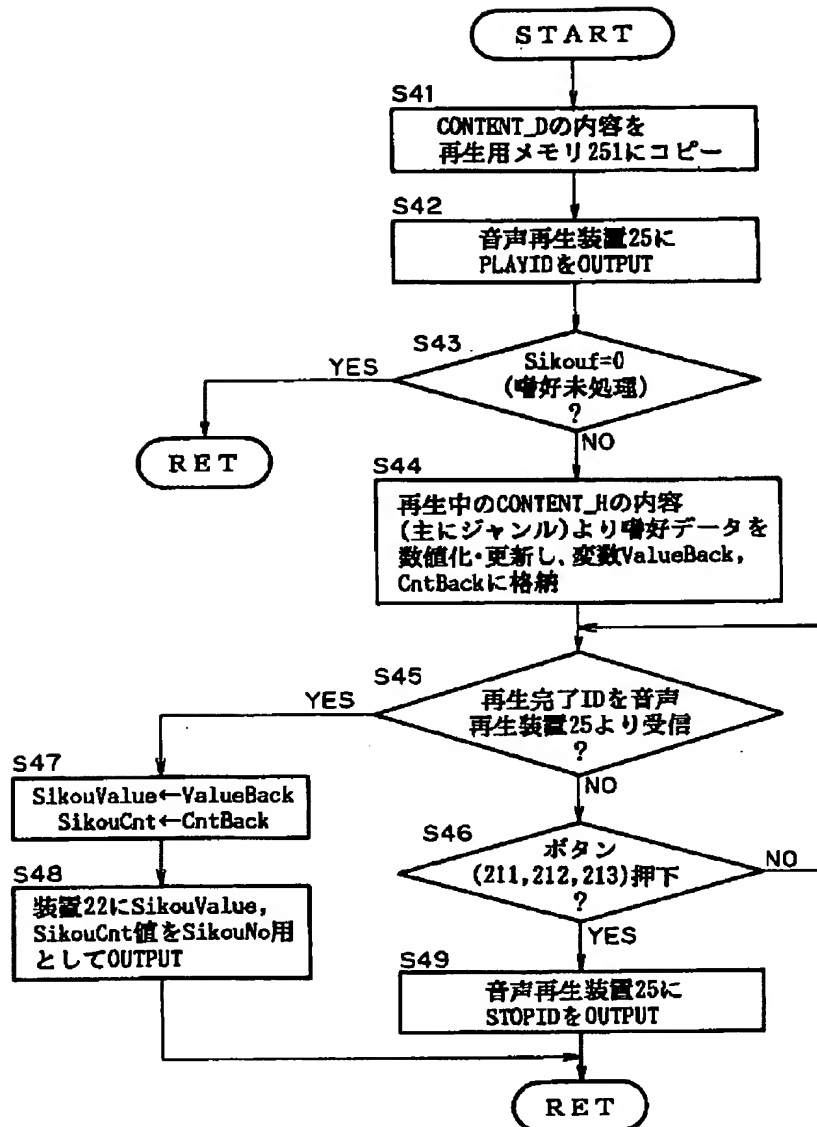 START
S41
CONTENT_Dの内容を
再生用メモリ251にコピー
S42
音声再生装置25に
PLAYIDをOUTPUT
S43
Sikouf=0
(嗜好未処理)
?
YES
RET
NO
S44
再生中のCONTENT_Hの内容
(主にジャンル)より嗜好データを
数値化・更新し、変数ValueBack,
CntBackに格納
S45
再生完了IDを音声
再生装置25より受信
?
YES
NO
S47
SikouValue←ValueBack
SikouCnt←CntBack
S46
ボタン
(211,212,213)押下
?
NO
YES
S48
装置22にSikouValue,
SikouCnt値をSikouNo用
としてOUTPUT
S49
音声再生装置25に
STOPIDをOUTPUT
RET